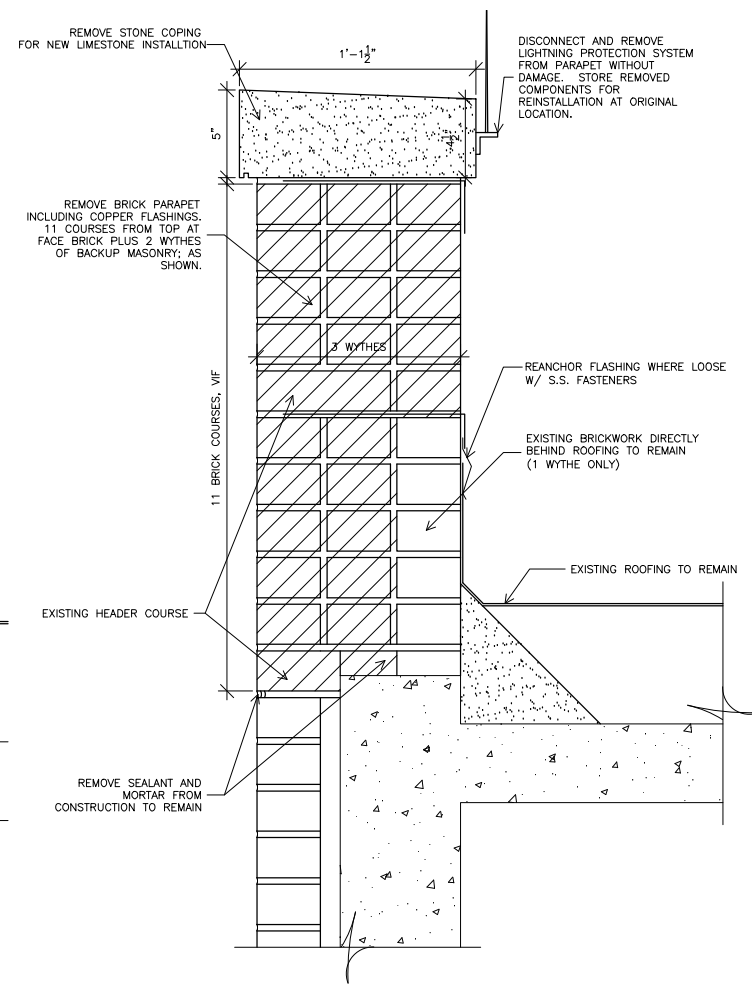 REMOVE STONE COPING
FOR NEW LIMESTONE INSTALLTION
1'-1 1/2"
DISCONNECT AND REMOVE
LIGHTNING PROTECTION SYSTEM
FROM PARAPET WITHOUT
DAMAGE. STORE REMOVED
COMPONENTS FOR
REINSTALLATION AT ORIGINAL
LOCATION.
5"
4 1/2"
REMOVE BRICK PARAPET
INCLUDING COPPER FLASHINGS.
11 COURSES FROM TOP AT
FACE BRICK PLUS 2 WYTHES
OF BACKUP MASONRY; AS
SHOWN.
3 WYTHES
REANCHOR FLASHING WHERE LOOSE
W/ S.S. FASTENERS
11 BRICK COURSES, VIF
EXISTING BRICKWORK DIRECTLY
BEHIND ROOFING TO REMAIN
(1 WYTHE ONLY)
EXISTING ROOFING TO REMAIN
EXISTING HEADER COURSE
REMOVE SEALANT AND
MORTAR FROM
CONSTRUCTION TO REMAIN